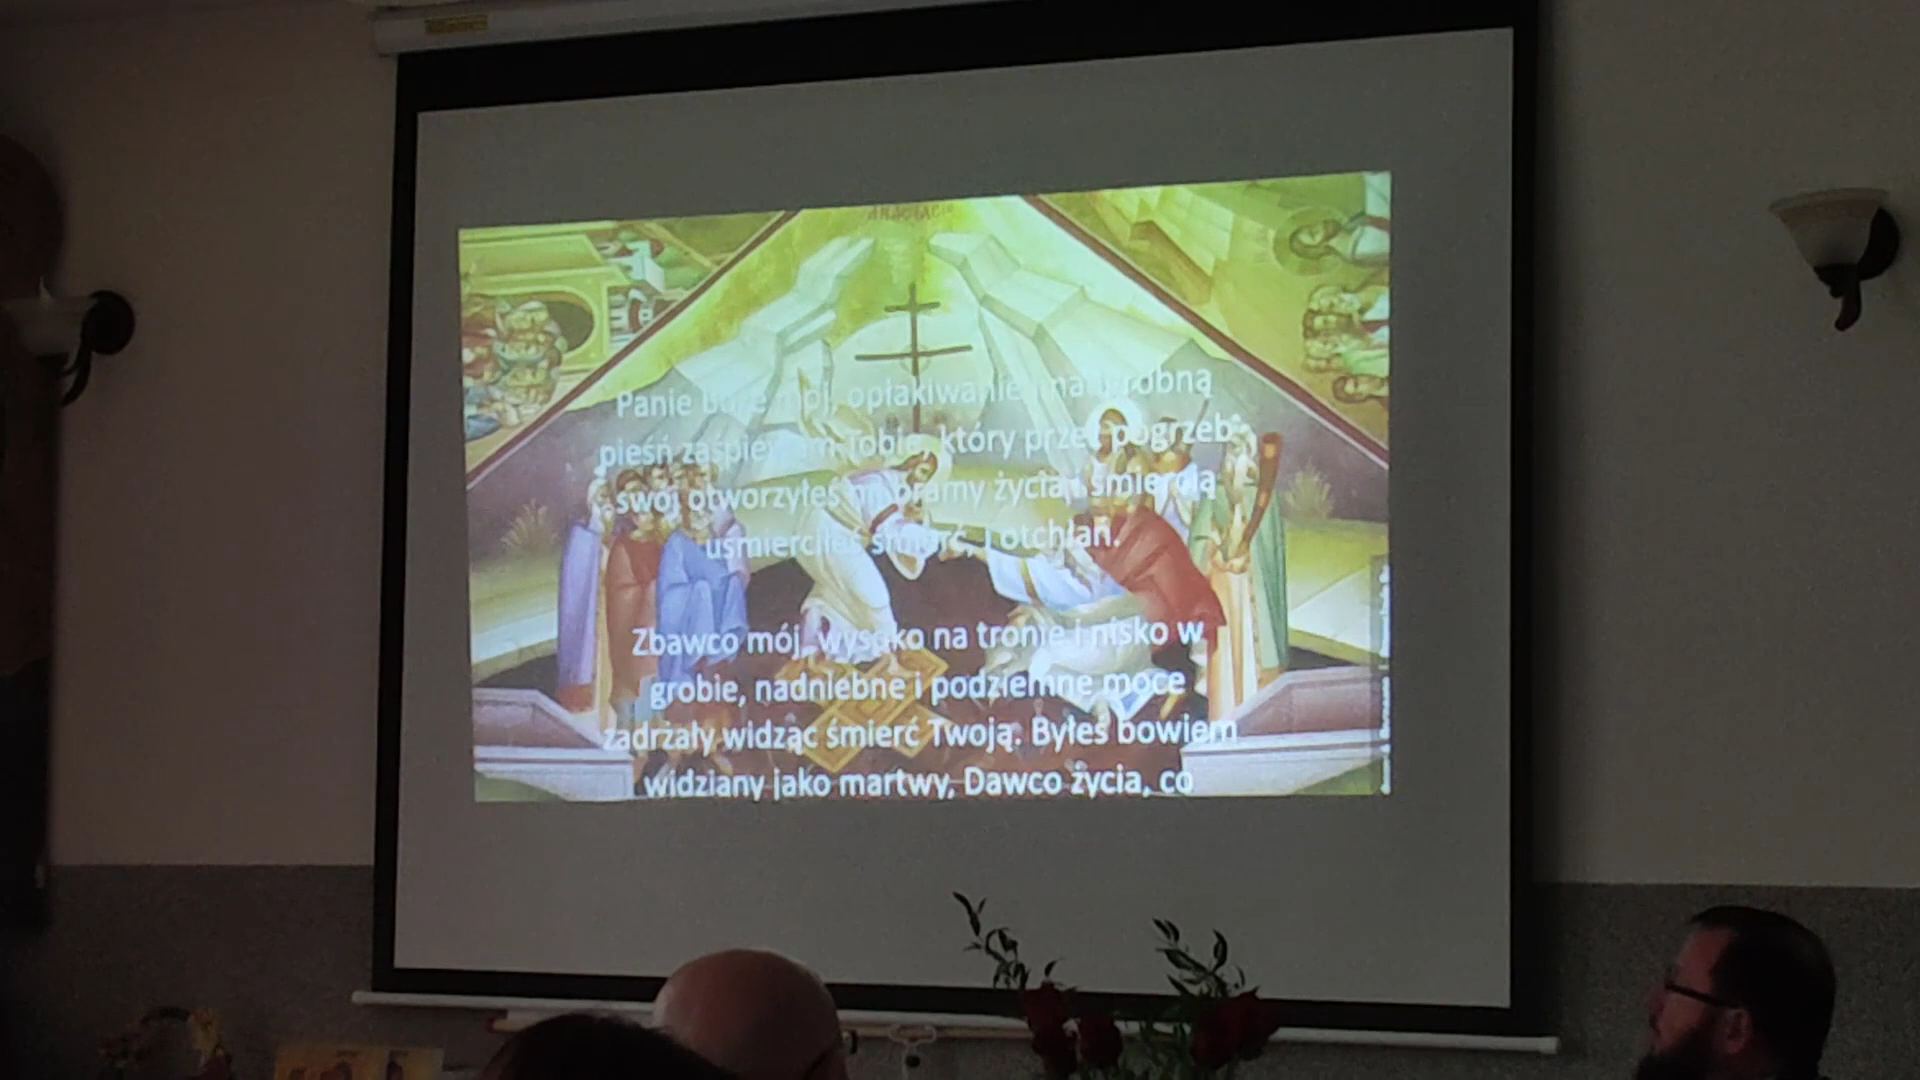 ΑΝΑϹΤΑϹΙϹ
Panie Boże mój, opłakiwanie i nadgrobną
pieśń zaśpiewam Tobie, który przez pogrzeb
swój otworzyłeś mi bramy życia i śmiercią
uśmierciłeś śmierć, i otchłań.
Zbawco mój, wysoko na tronie i nisko w
grobie, nadniebne i podziemne moce
zadrżały widząc śmierć Twoją. Byłeś bowiem
widziany jako martwy, Dawco życia, co